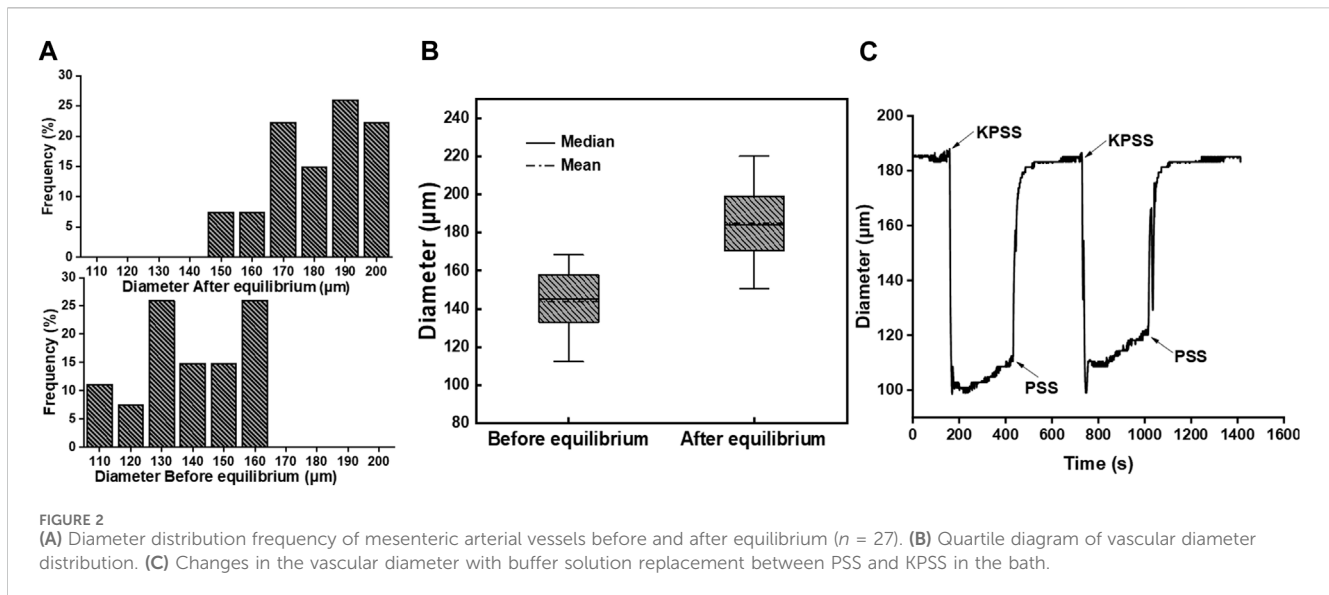 A
30
25
20
15
10
5
0
Frequency (%)
110 120 130 140 150 160 170 180 190 200
Diameter After equilibrium (µm)
30
25
20
15
10
5
0
Frequency (%)
110 120 130 140 150 160 170 180 190 200
Diameter Before equilibrium (µm)
B
240
220
200
180
160
140
120
100
80
Diameter (µm)
Median
Mean
Before equilibrium After equilibrium
C
200
180
160
140
120
100
Diameter (µm)
KPSS
KPSS
PSS
PSS
0 200 400 600 800 1000 1200 1400 1600
Time (s)
FIGURE 2
(A) Diameter distribution frequency of mesenteric arterial vessels before and after equilibrium (n = 27). (B) Quartile diagram of vascular diameter
distribution. (C) Changes in the vascular diameter with buffer solution replacement between PSS and KPSS in the bath.